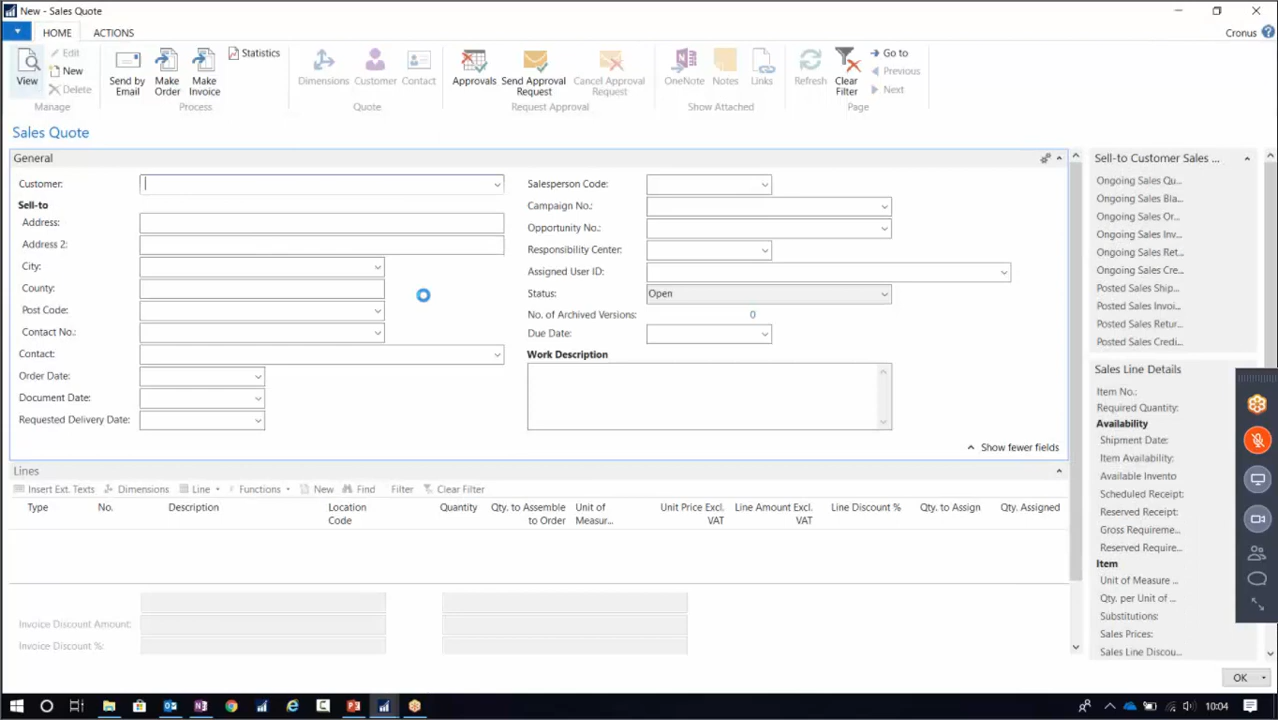 New - Sales Quote
HOME
ACTIONS
Cronus
View
Edit
New
Delete
Manage
Send by Email
Make Order
Make Invoice
Statistics
Process
Dimensions
Customer
Contact
Quote
Approvals
Send Approval Request
Cancel Approval Request
Request Approval
OneNote
Notes
Links
Show Attached
Refresh
Clear Filter
Go to
Previous
Next
Page
Sales Quote
General
Customer:
Sell-to
Address:
Address 2:
City:
County:
Post Code:
Contact No.:
Contact:
Order Date:
Document Date:
Requested Delivery Date:
Salesperson Code:
Campaign No.:
Opportunity No.:
Responsibility Center:
Assigned User ID:
Status: Open
No. of Archived Versions: 0
Due Date:
Work Description
Show fewer fields
Lines
Insert Ext. Texts
Dimensions
Line
Functions
New
Find
Filter
Clear Filter
Type
No.
Description
Location Code
Quantity
Qty. to Assemble to Order
Unit of Measur...
Unit Price Excl. VAT
Line Amount Excl. VAT
Line Discount %
Qty. to Assign
Qty. Assigned
Invoice Discount Amount:
Invoice Discount %:
Sell-to Customer Sales ...
Ongoing Sales Qu...
Ongoing Sales Bla...
Ongoing Sales Or...
Ongoing Sales Inv...
Ongoing Sales Ret...
Ongoing Sales Cre...
Posted Sales Ship...
Posted Sales Invoi...
Posted Sales Retur...
Posted Sales Credi...
Sales Line Details
Item No.:
Required Quantity:
Availability
Shipment Date:
Item Availability:
Available Invento
Scheduled Receipt:
Reserved Receipt:
Gross Requireme...
Reserved Require...
Item
Unit of Measure ...
Qty. per Unit of ...
Substitutions:
Sales Prices:
Sales Line Discou...
OK
10:04